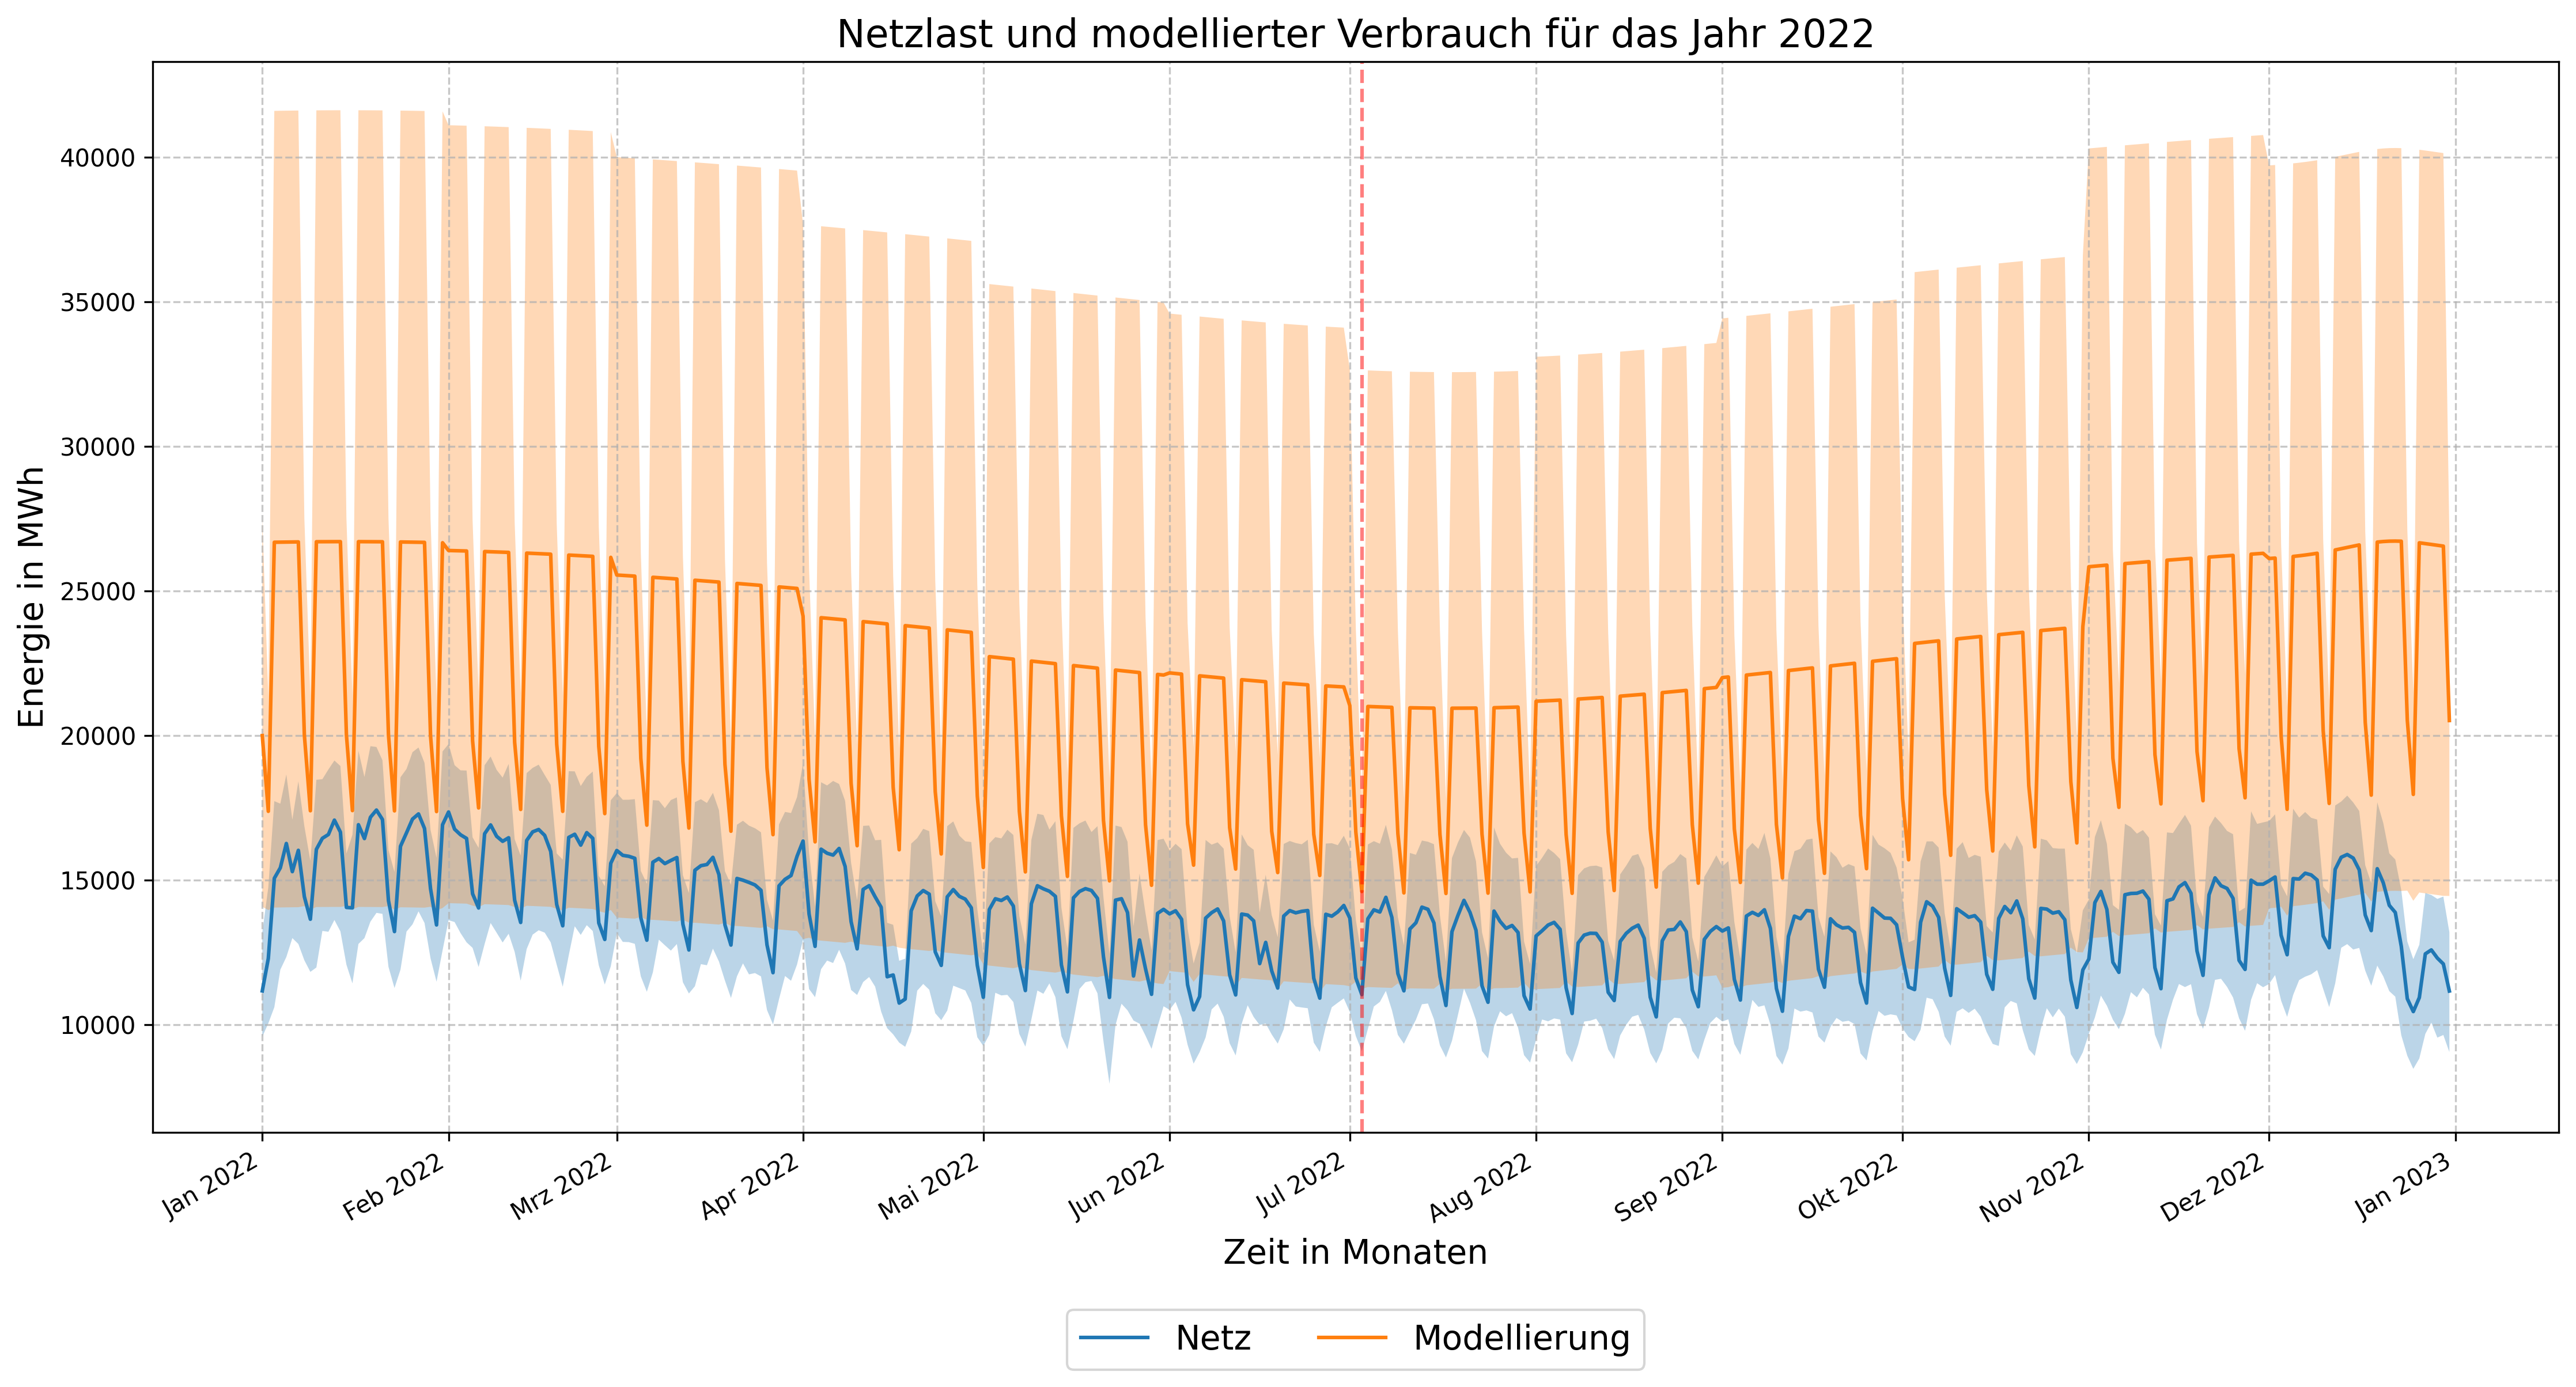 Netzlast und modellierter Verbrauch für das Jahr 2022
Energie in MWh
40000
35000
30000
25000
20000
15000
10000
Jan 2022
Feb 2022
Mrz 2022
Apr 2022
Mai 2022
Jun 2022
Jul 2022
Aug 2022
Sep 2022
Okt 2022
Nov 2022
Dez 2022
Jan 2023
Zeit in Monaten
Netz
Modellierung